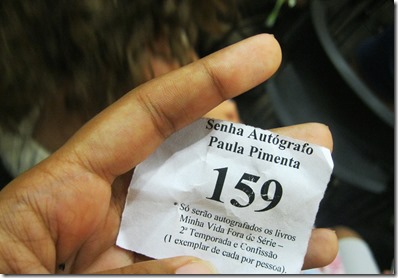 Senha Autógrafo
Paula Pimenta
159
* Só serão autografados os livros
Minha Vida Fora de Série –
2ª Temporada e Confissão
(1 exemplar de cada por pessoa).